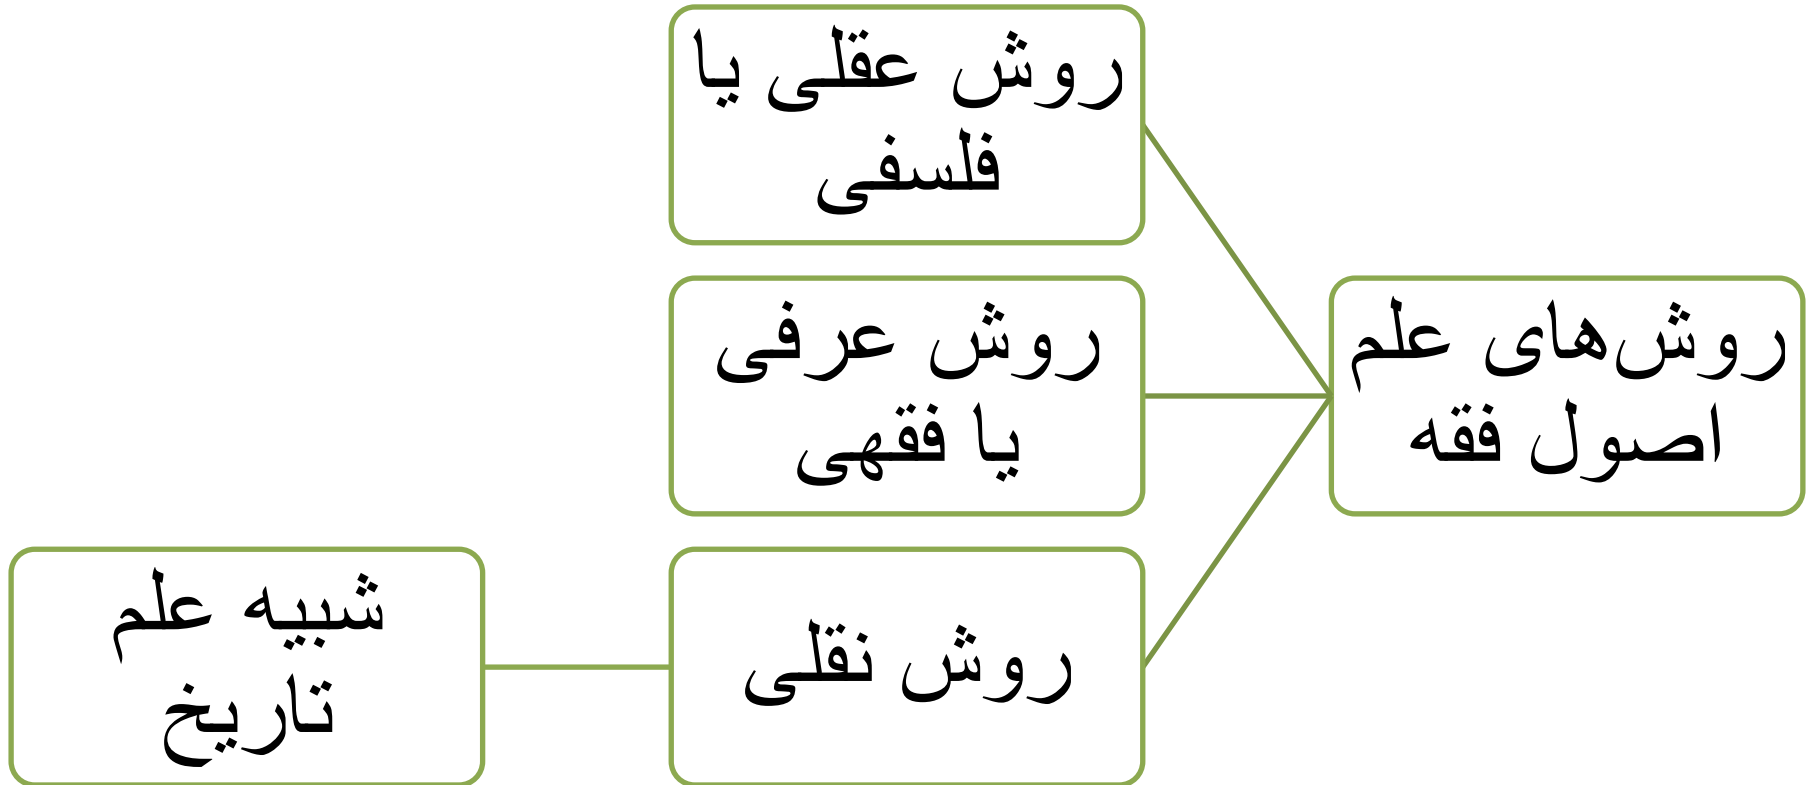 روش‌های علم
اصول فقه
روش عقلی یا
فلسفی
روش عرفی
یا فقهی
روش نقلی
شبیه علم
تاریخ